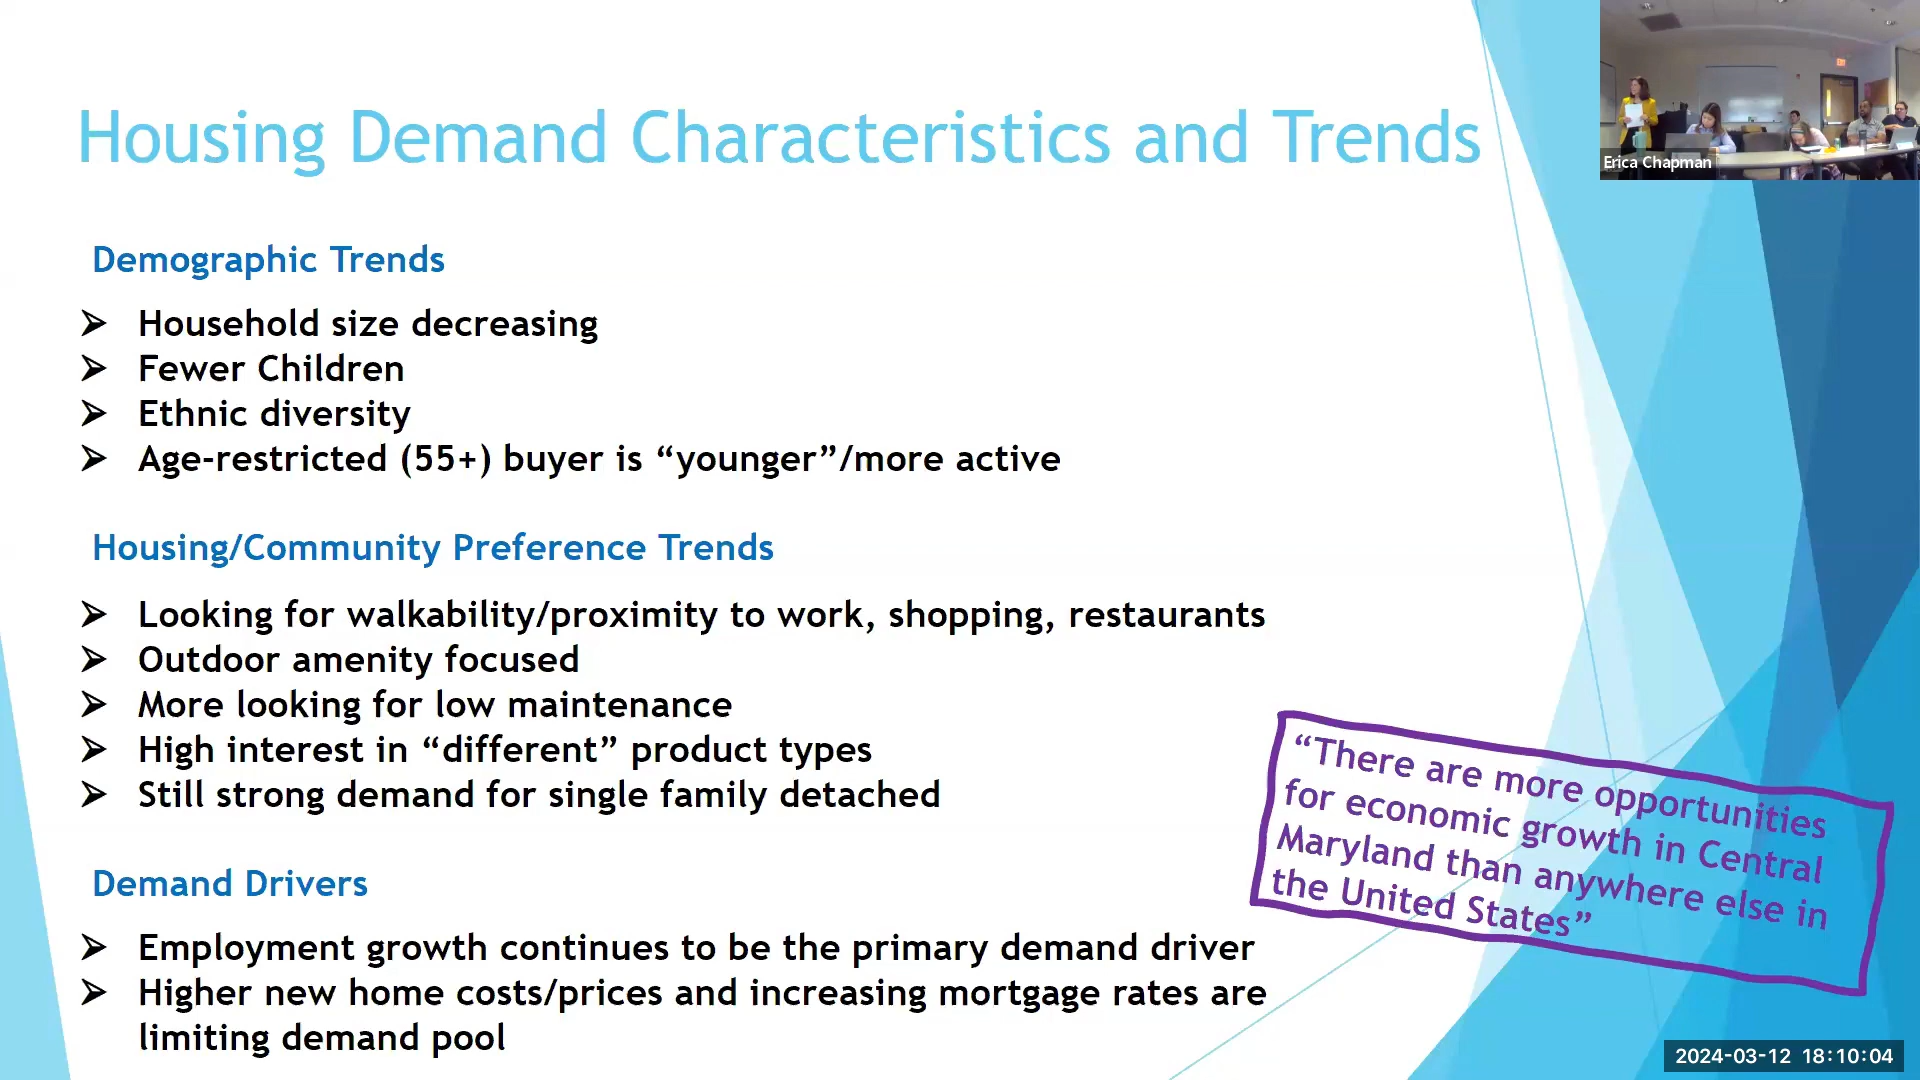 Housing Demand Characteristics and Trends
Erica Chapman
Demographic Trends
➢ Household size decreasing
➢ Fewer Children
➢ Ethnic diversity
➢ Age-restricted (55+) buyer is “younger”/more active
Housing/Community Preference Trends
➢ Looking for walkability/proximity to work, shopping, restaurants
➢ Outdoor amenity focused
➢ More looking for low maintenance
➢ High interest in “different” product types
➢ Still strong demand for single family detached
“There are more opportunities
for economic growth in Central
Maryland than anywhere else in
the United States”
Demand Drivers
➢ Employment growth continues to be the primary demand driver
➢ Higher new home costs/prices and increasing mortgage rates are
limiting demand pool
2024-03-12 18:10:04